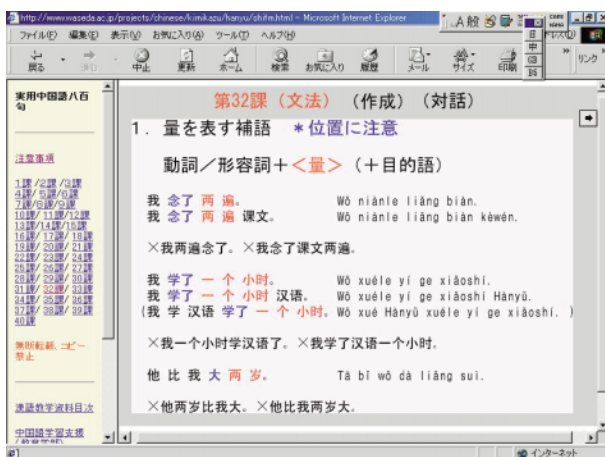 http://www.waseda.ac.jp/projects/chinese/kimikazu/hanyu/shifm.html - Microsoft Internet Explorer
A 般
ファイル(F) 編集(E) 表示(V) お気に入り(A) ツール(T) ヘルプ(H)
戻る 中止 更新 ホーム 検索 お気に入り 履歴 メール サイズ 印刷 リンク
実用中国語八百句
注意事項
1課/2課/3課
4課/ 5課/6課
7課/8課/9課
10課/ 11課/12課
13課/14課/15課
16課/ 17課/ 18課
19課/ 20課/ 21課
22課/ 23課/ 24課
25課/ 26課/ 27課
28課/ 29課/ 30課
31課/ 32課/ 33課
34課/ 35課/ 36課
37課/ 38課/ 39課
40課
無断転載、コピー禁止
漢語教学資料目次
中国語学習支援
第32課(文法) (作成) (対話)
1. 量を表す補語 *位置に注意
動詞/形容詞+<量>(+目的語)
我 念了 两 遍。 Wǒ niànle liǎng biàn.
我 念了 两 遍 课文。 Wǒ niànle liǎng biàn kèwén.
×我两遍念了。×我念了课文两遍。
我 学了 一 个 小时。 Wǒ xuéle yí ge xiǎoshí.
我 学了 一 个 小时 汉语。 Wǒ xuéle yí ge xiǎoshí Hànyǔ.
(我 学 汉语 学了 一 个 小时。 Wǒ xué Hànyǔ xuéle yí ge xiǎoshí. )
×我一个小时学汉语了。×我学了汉语一个小时。
他 比 我 大 两 岁。 Tā bǐ wǒ dà liǎng suì.
×他两岁比我大。×他比我两岁大。
インターネット